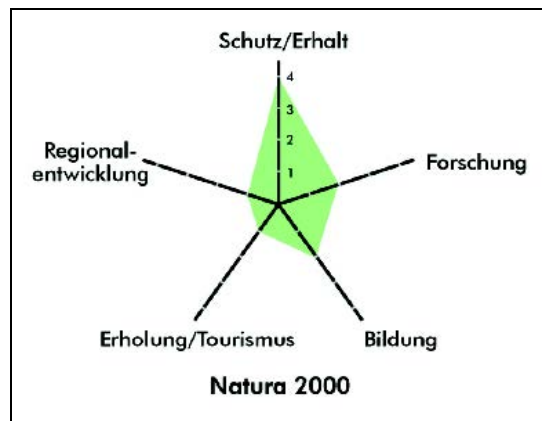 Schutz/Erhalt
4
3
2
1
Regional-
entwicklung
Forschung
Erholung/Tourismus
Bildung
Natura 2000